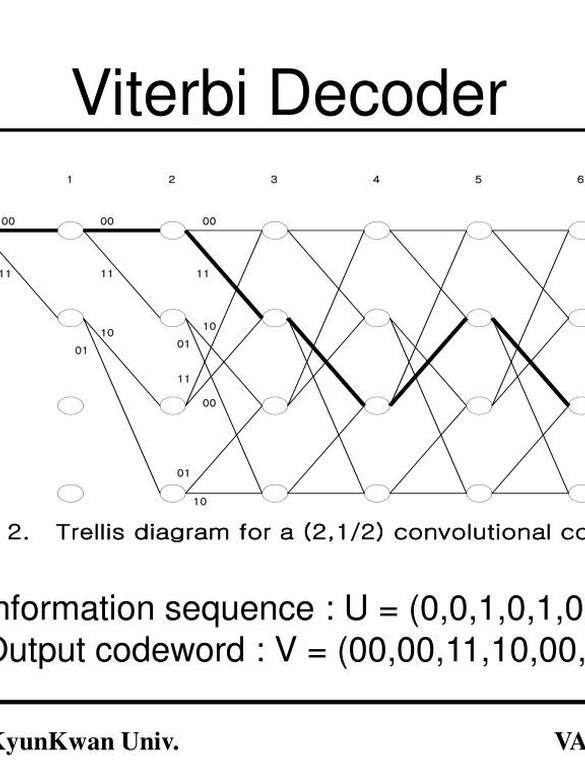 Viterbi Decoder
1 2 3 4 5 6
00 00 00
11 11 11
10 10
01 01
11
00
01
10
2. Trellis diagram for a (2,1/2) convolutional co
nformation sequence : U = (0,0,1,0,1,0
Output codeword : V = (00,00,11,10,00,
KyunKwan Univ. VA